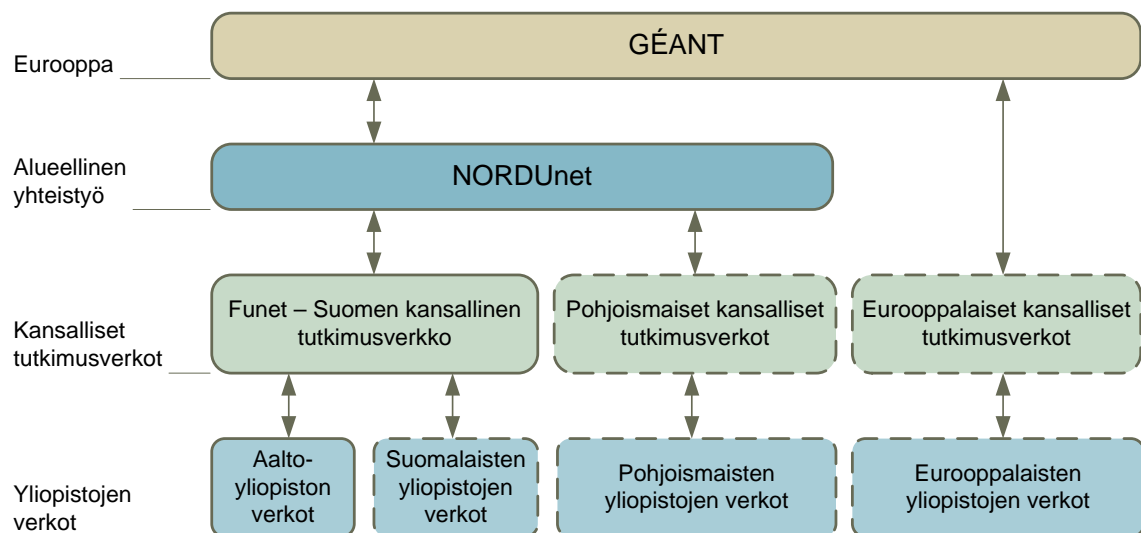 GÉANT
Eurooppa
Alueellinen
yhteistyö
NORDUnet
Kansalliset
tutkimusverkot
Funet – Suomen kansallinen
tutkimusverkko
Pohjoismaiset kansalliset
tutkimusverkot
Eurooppalaiset kansalliset
tutkimusverkot
Yliopistojen
verkot
Aalto-
yliopiston
verkot
Suomalaisten
yliopistojen
verkot
Pohjoismaisten
yliopistojen verkot
Eurooppalaisten
yliopistojen verkot